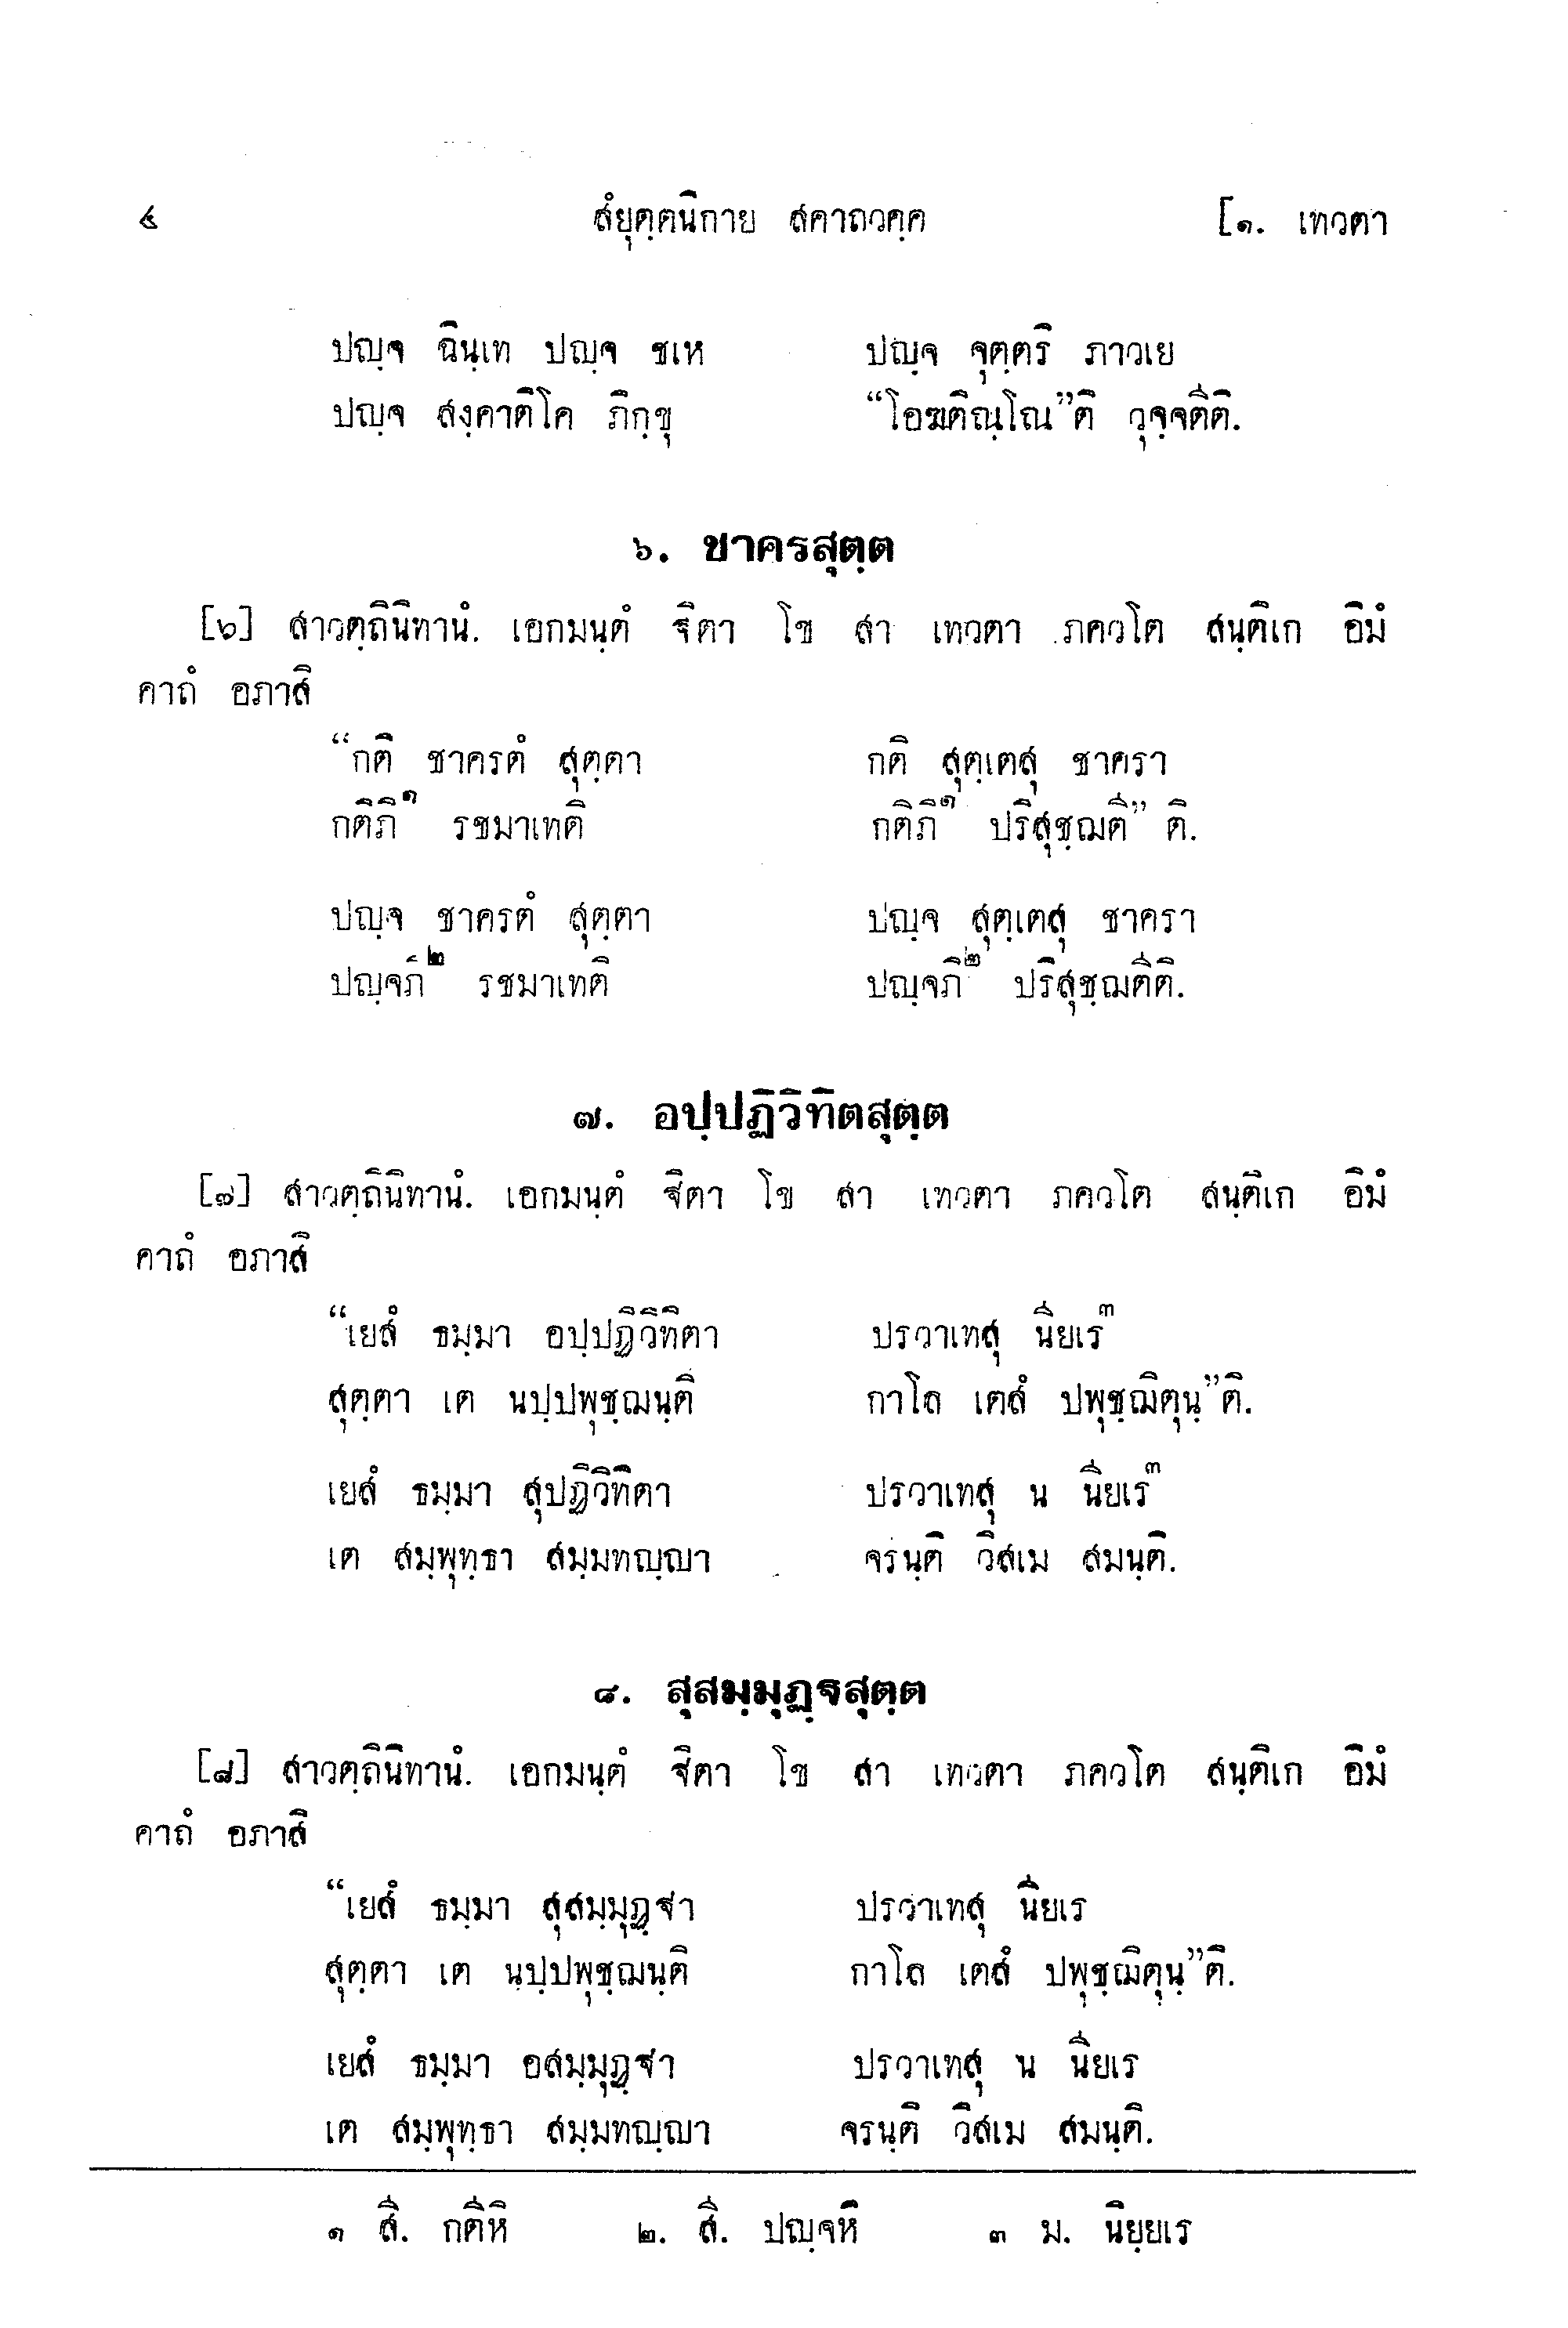 ๔ สํยุตฺตนิกาย สคาถวคฺค [๑. เทวตา
ปญฺจ ฉินฺเท ปญฺจ ชเห ปญฺจ จุตฺตริ ภาวเย
ปญฺจ สงฺคาติโค ภิกฺขุ “โอฆติณฺโณ”ติ วุจฺจตีติ.
๖. ชาครสุตฺต
[๖] สาวตฺถินิทานํ. เอกมนฺตํ ฐิตา โข สา เทวตา ภควโต สนฺติเก อิมํ
คาถํ อภาสิ
“กติ ชาครตํ สุตฺตา กติ สุตฺเตสุ ชาครา
กติภิ๑ รชมาเทติ กติภิ๑ ปริสุชฺฌตี” ติ.
ปญฺจ ชาครตํ สุตฺตา ปญฺจ สุตฺเตสุ ชาครา
ปญฺจภิ๒ รชมาเทติ ปญฺจภิ๒ ปริสุชฺฌตีติ.
๗. อปฺปฏิวิทิตสุตฺต
[๗] สาวตฺถินิทานํ. เอกมนฺตํ ฐิตา โข สา เทวตา ภควโต สนฺติเก อิมํ
คาถํ อภาสิ
“เยสํ ธมฺมา อปฺปฏิวิทิตา ปรวาเทสุ นียเร๓
สุตฺตา เต นปฺปพุชฺฌนฺติ กาโล เตสํ ปพุชฺฌิตุนฺ”ติ.
เยสํ ธมฺมา สุปฏิวิทิตา ปรวาเทสุ น นียเร๓
เต สมฺพุทฺธา สมฺมทญฺญา จรนฺติ วิสเม สมนฺติ.
๘. สุสมฺมุฏฺฐสุตฺต
[๘] สาวตฺถินิทานํ. เอกมนฺตํ ฐิตา โข สา เทวตา ภควโต สนฺติเก อิมํ
คาถํ อภาสิ
“เยสํ ธมฺมา สุสมฺมุฏฺฐา ปรวาเทสุ นียเร
สุตฺตา เต นปฺปพุชฺฌนฺติ กาโล เตสํ ปพุชฺฌิตุนฺ”ติ.
เยสํ ธมฺมา อสมฺมุฏฺฐา ปรวาเทสุ น นียเร
เต สมฺพุทฺธา สมฺมทญฺญา จรนฺติ วิสเม สมนฺติ.
๑ สี. กตีหิ ๒. สี. ปญฺจหิ ๓ ม. นิยฺยเร